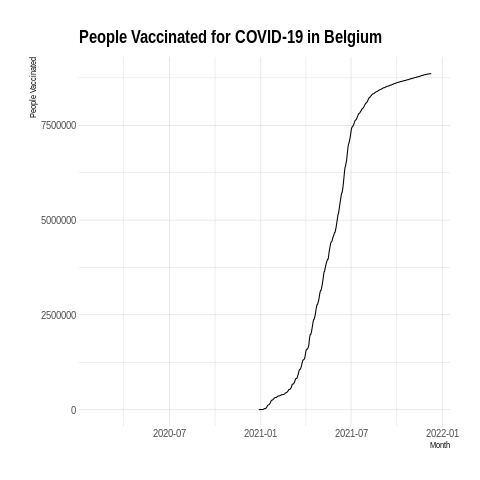 People Vaccinated for COVID-19 in Belgium
People Vaccinated
7500000
5000000
2500000
0
2020-07 2021-01 2021-07 2022-01
Month